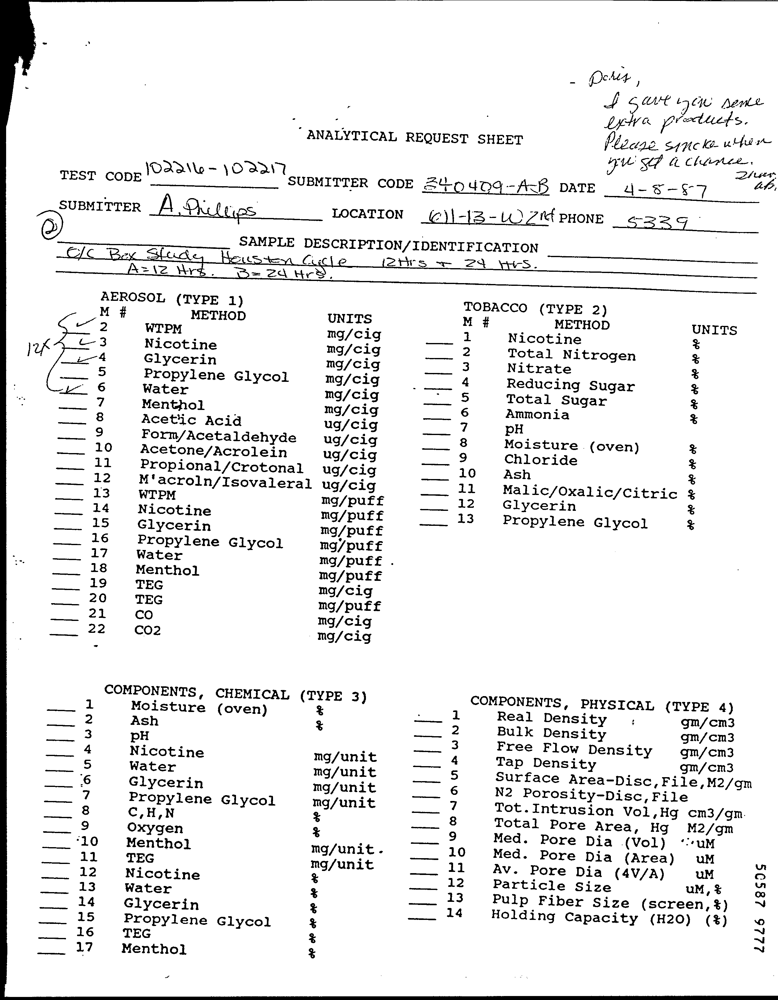 - Doris,
I gave you some
extra products.
Please smoke when
you get a chance.
ANALYTICAL REQUEST SHEET
TEST CODE 102216-102217 SUBMITTER CODE 340409-A-B DATE 4-8-87
SUBMITTER A. Phillips LOCATION 611-13-W 2nd PHONE 5339
2
SAMPLE DESCRIPTION/IDENTIFICATION
C/C Box Study Houston Cycle 12Hrs + 24 Hrs.
A=12 Hrs. B=24 Hrs.
AEROSOL (TYPE 1)
M # METHOD UNITS
12x
2 WTPM mg/cig
3 Nicotine mg/cig
4 Glycerin mg/cig
5 Propylene Glycol mg/cig
6 Water mg/cig
7 Menthol mg/cig
8 Acetic Acid ug/cig
9 Form/Acetaldehyde ug/cig
10 Acetone/Acrolein ug/cig
11 Propional/Crotonal ug/cig
12 M'acroln/Isovaleral ug/cig
13 WTPM mg/puff
14 Nicotine mg/puff
15 Glycerin mg/puff
16 Propylene Glycol mg/puff
17 Water mg/puff
18 Menthol mg/puff
19 TEG mg/cig
20 TEG mg/puff
21 CO mg/cig
22 CO2 mg/cig
TOBACCO (TYPE 2)
M # METHOD UNITS
1 Nicotine %
2 Total Nitrogen %
3 Nitrate %
4 Reducing Sugar %
5 Total Sugar %
6 Ammonia %
7 pH
8 Moisture (oven) %
9 Chloride %
10 Ash %
11 Malic/Oxalic/Citric %
12 Glycerin %
13 Propylene Glycol %
COMPONENTS, CHEMICAL (TYPE 3)
1 Moisture (oven) %
2 Ash %
3 pH
4 Nicotine mg/unit
5 Water mg/unit
6 Glycerin mg/unit
7 Propylene Glycol mg/unit
8 C,H,N %
9 Oxygen %
10 Menthol mg/unit
11 TEG mg/unit
12 Nicotine %
13 Water %
14 Glycerin %
15 Propylene Glycol %
16 TEG %
17 Menthol %
COMPONENTS, PHYSICAL (TYPE 4)
1 Real Density gm/cm3
2 Bulk Density gm/cm3
3 Free Flow Density gm/cm3
4 Tap Density gm/cm3
5 Surface Area-Disc,File,M2/gm
6 N2 Porosity-Disc,File
7 Tot.Intrusion Vol,Hg cm3/gm
8 Total Pore Area, Hg M2/gm
9 Med. Pore Dia (Vol) uM
10 Med. Pore Dia (Area) uM
11 Av. Pore Dia (4V/A) uM
12 Particle Size uM,%
13 Pulp Fiber Size (screen,%)
14 Holding Capacity (H2O) (%)
50587 9777